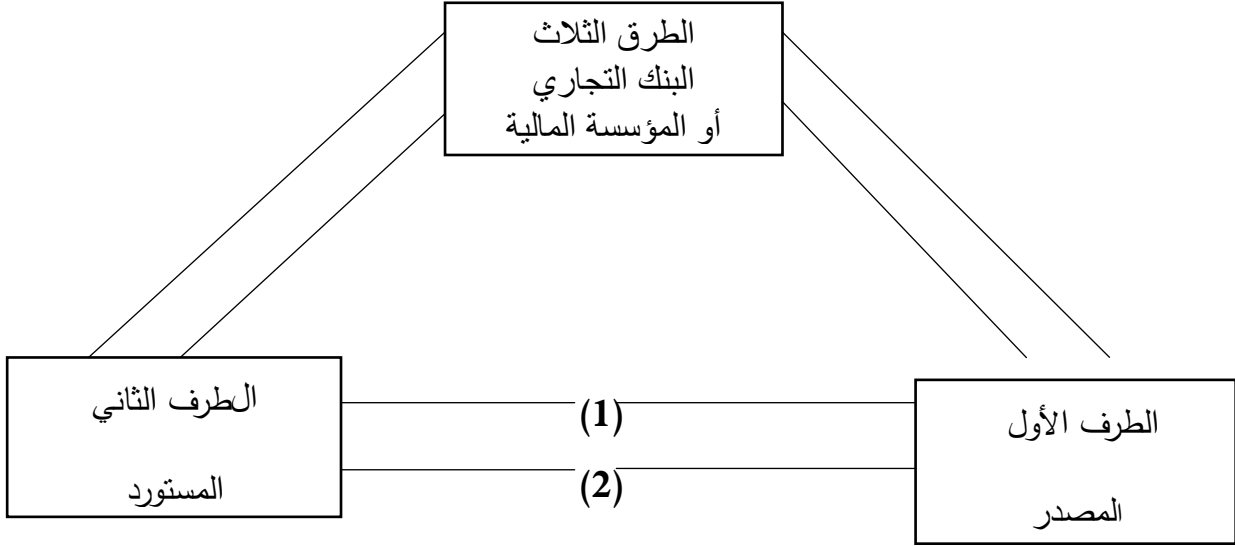 الطرق الثلاث
البنك التجاري
أو المؤسسة المالية
الطرف الأول
المصدر
الطرف الثاني
المستورد
(1)
(2)